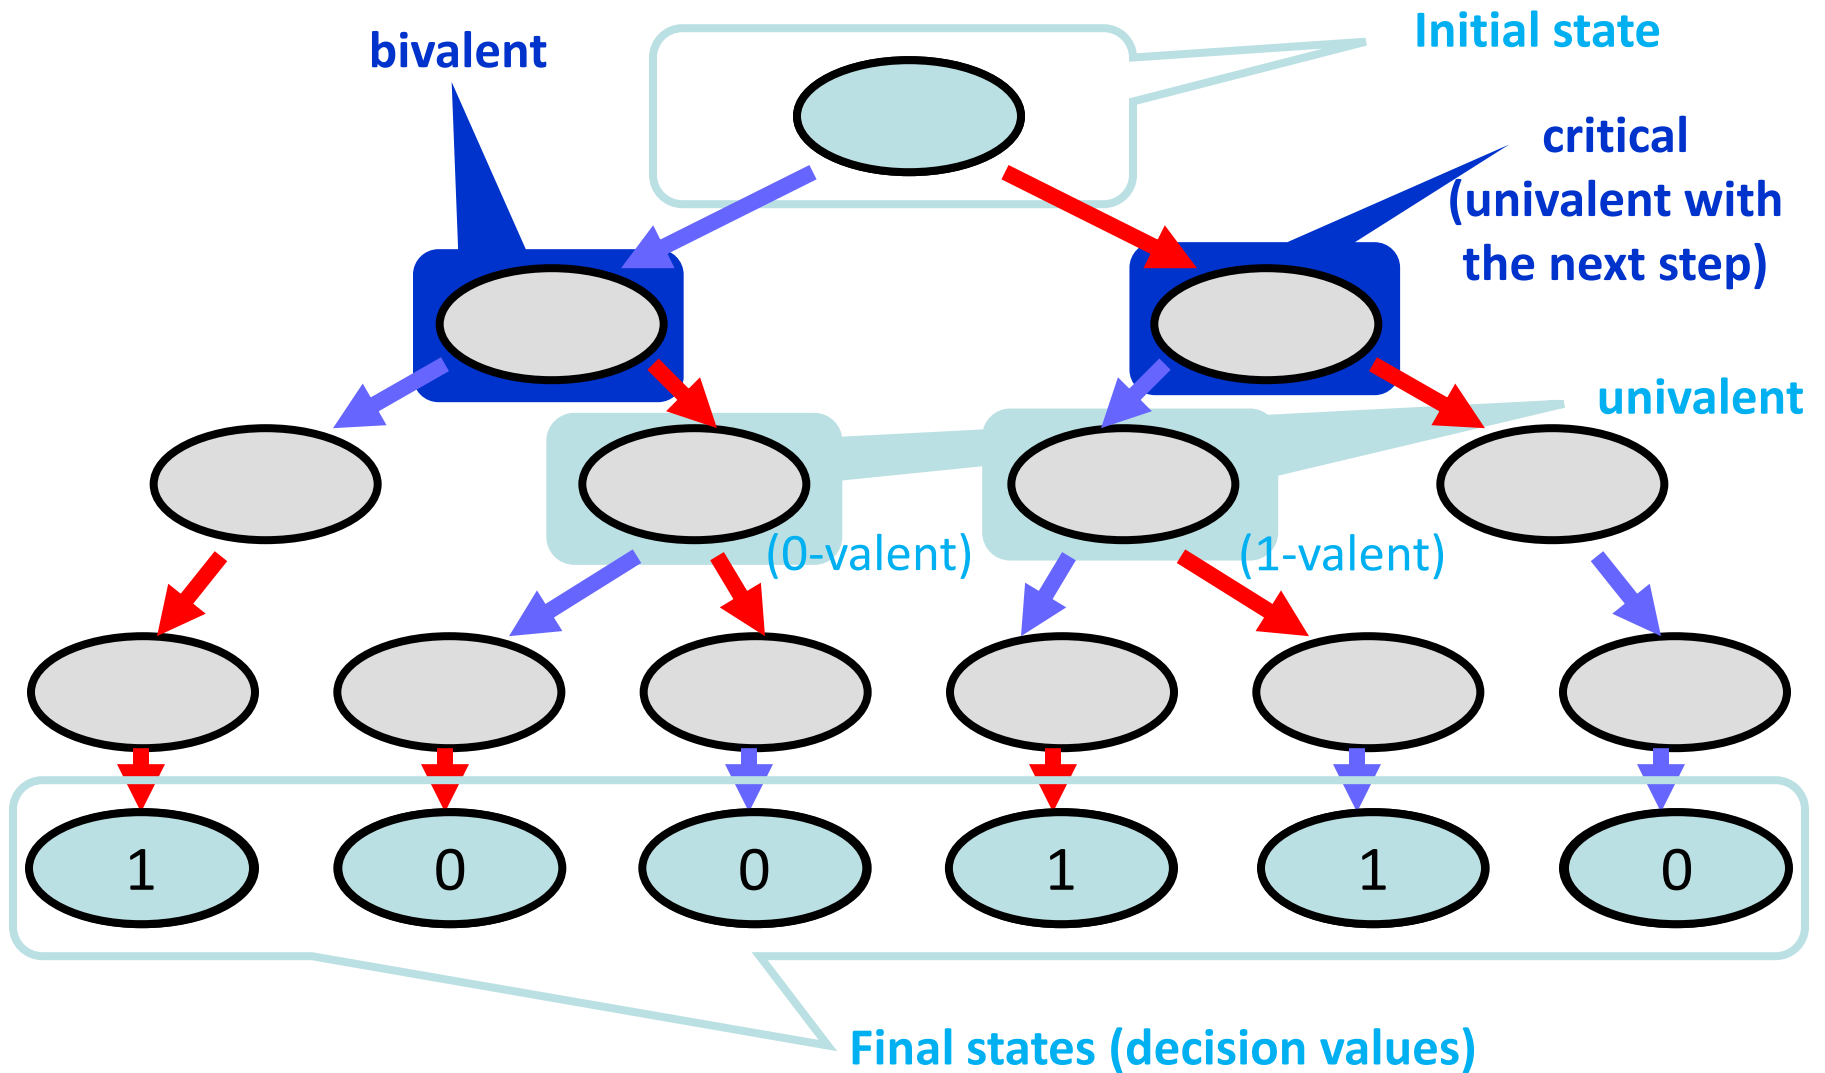 Initial state
bivalent
critical
(univalent with
the next step)
univalent
(0-valent)
(1-valent)
1
0
0
1
1
0
Final states (decision values)